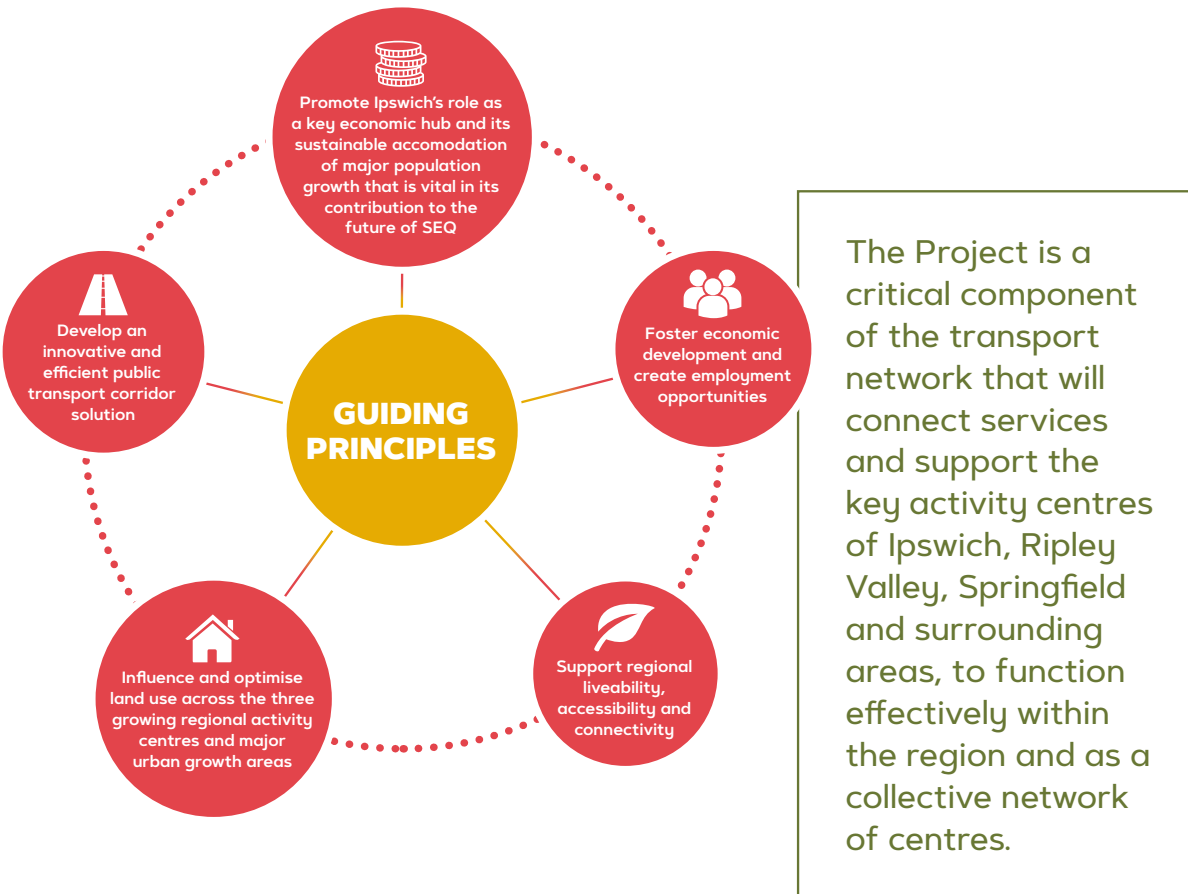 Promote Ipswich's role as
a key economic hub and its
sustainable accomodation
of major population
growth that is vital in its
contribution to the
future of SEQ
Develop an
innovative and
efficient public
transport corridor
solution
Foster economic
development and
create employment
opportunities
GUIDING
PRINCIPLES
Influence and optimise
land use across the three
growing regional activity
centres and major
urban growth areas
Support regional
liveability,
accessibility and
connectivity
The Project is a
critical component
of the transport
network that will
connect services
and support the
key activity centres
of Ipswich, Ripley
Valley, Springfield
and surrounding
areas, to function
effectively within
the region and as a
collective network
of centres.